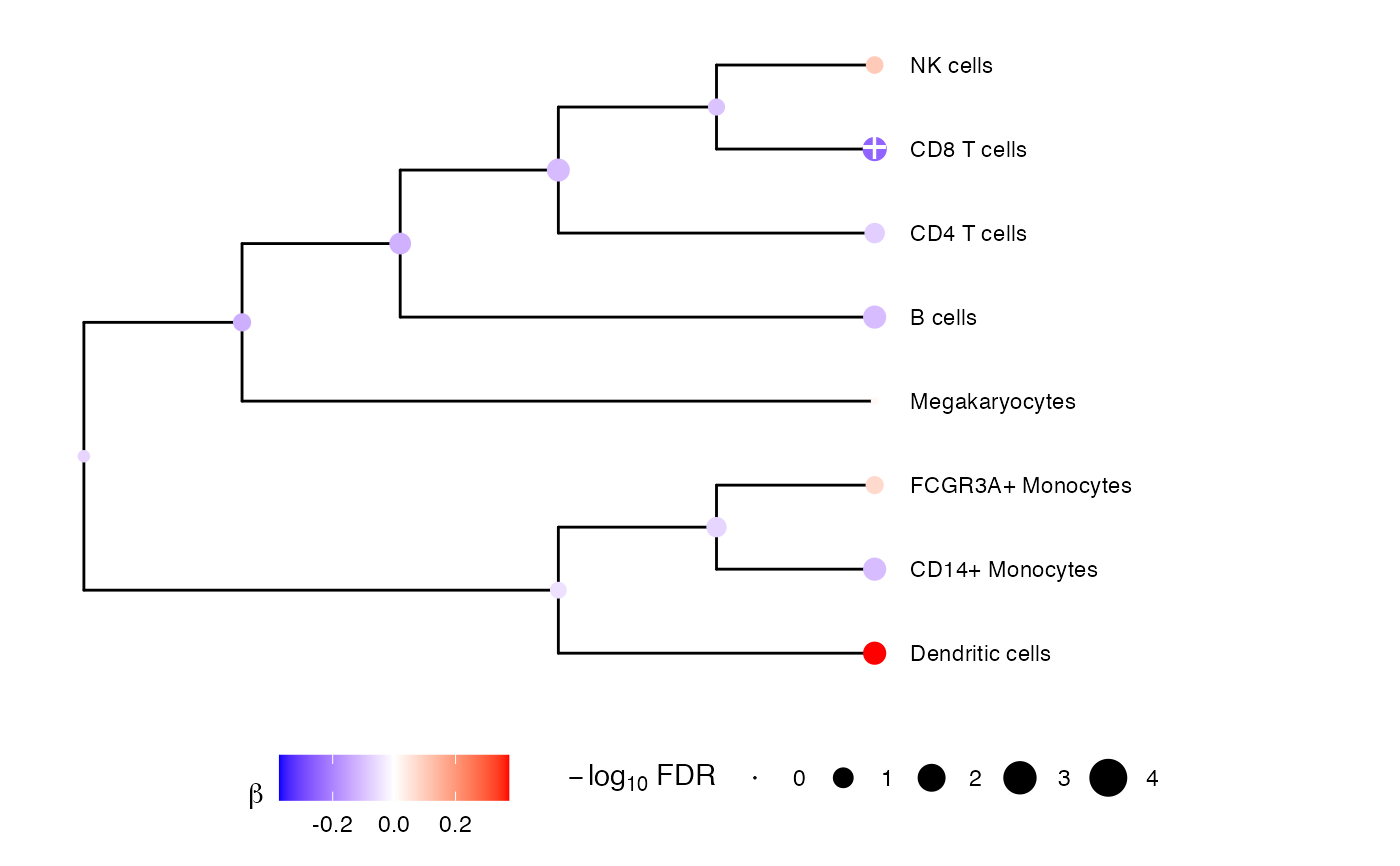 NK cells
CD8 T cells
CD4 T cells
B cells
Megakaryocytes
FCGR3A+ Monocytes
CD14+ Monocytes
Dendritic cells
β
-0.2 0.0 0.2
−log₁₀ FDR 0 1 2 3 4